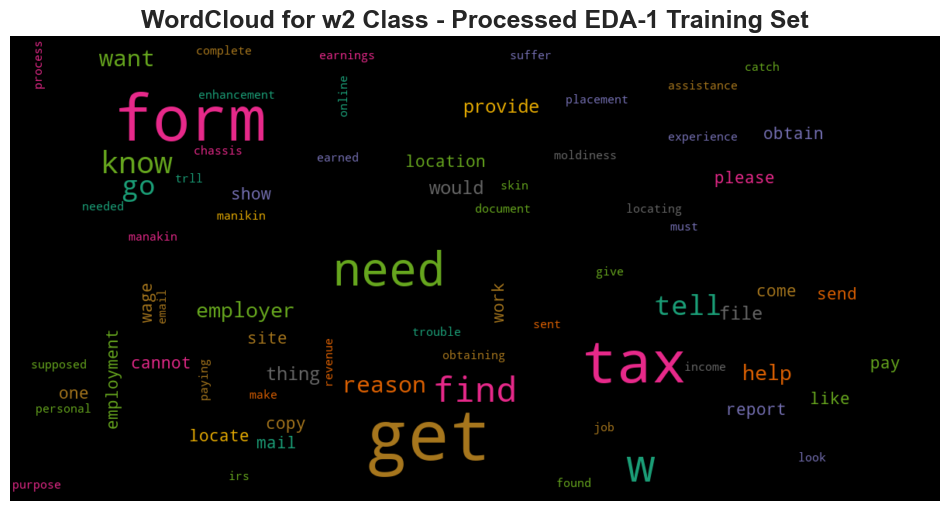 WordCloud for w2 Class - Processed EDA-1 Training Set
process
want
complete
earnings
suffer
catch
enhancement
online
provide
placement
assistance
form
experience
obtain
know
chassis
earned
location
moldiness
go
trll
show
would
skin
please
needed
manikin
document
locating
must
manakin
need
give
wage
email
employer
work
tell
file
come
send
site
trouble
sent
supposed
employment
cannot
paying
thing
revenue
obtaining
tax
income
help
pay
one
make
reason
find
like
personal
copy
report
locate
mail
get
job
irs
w
look
purpose
found